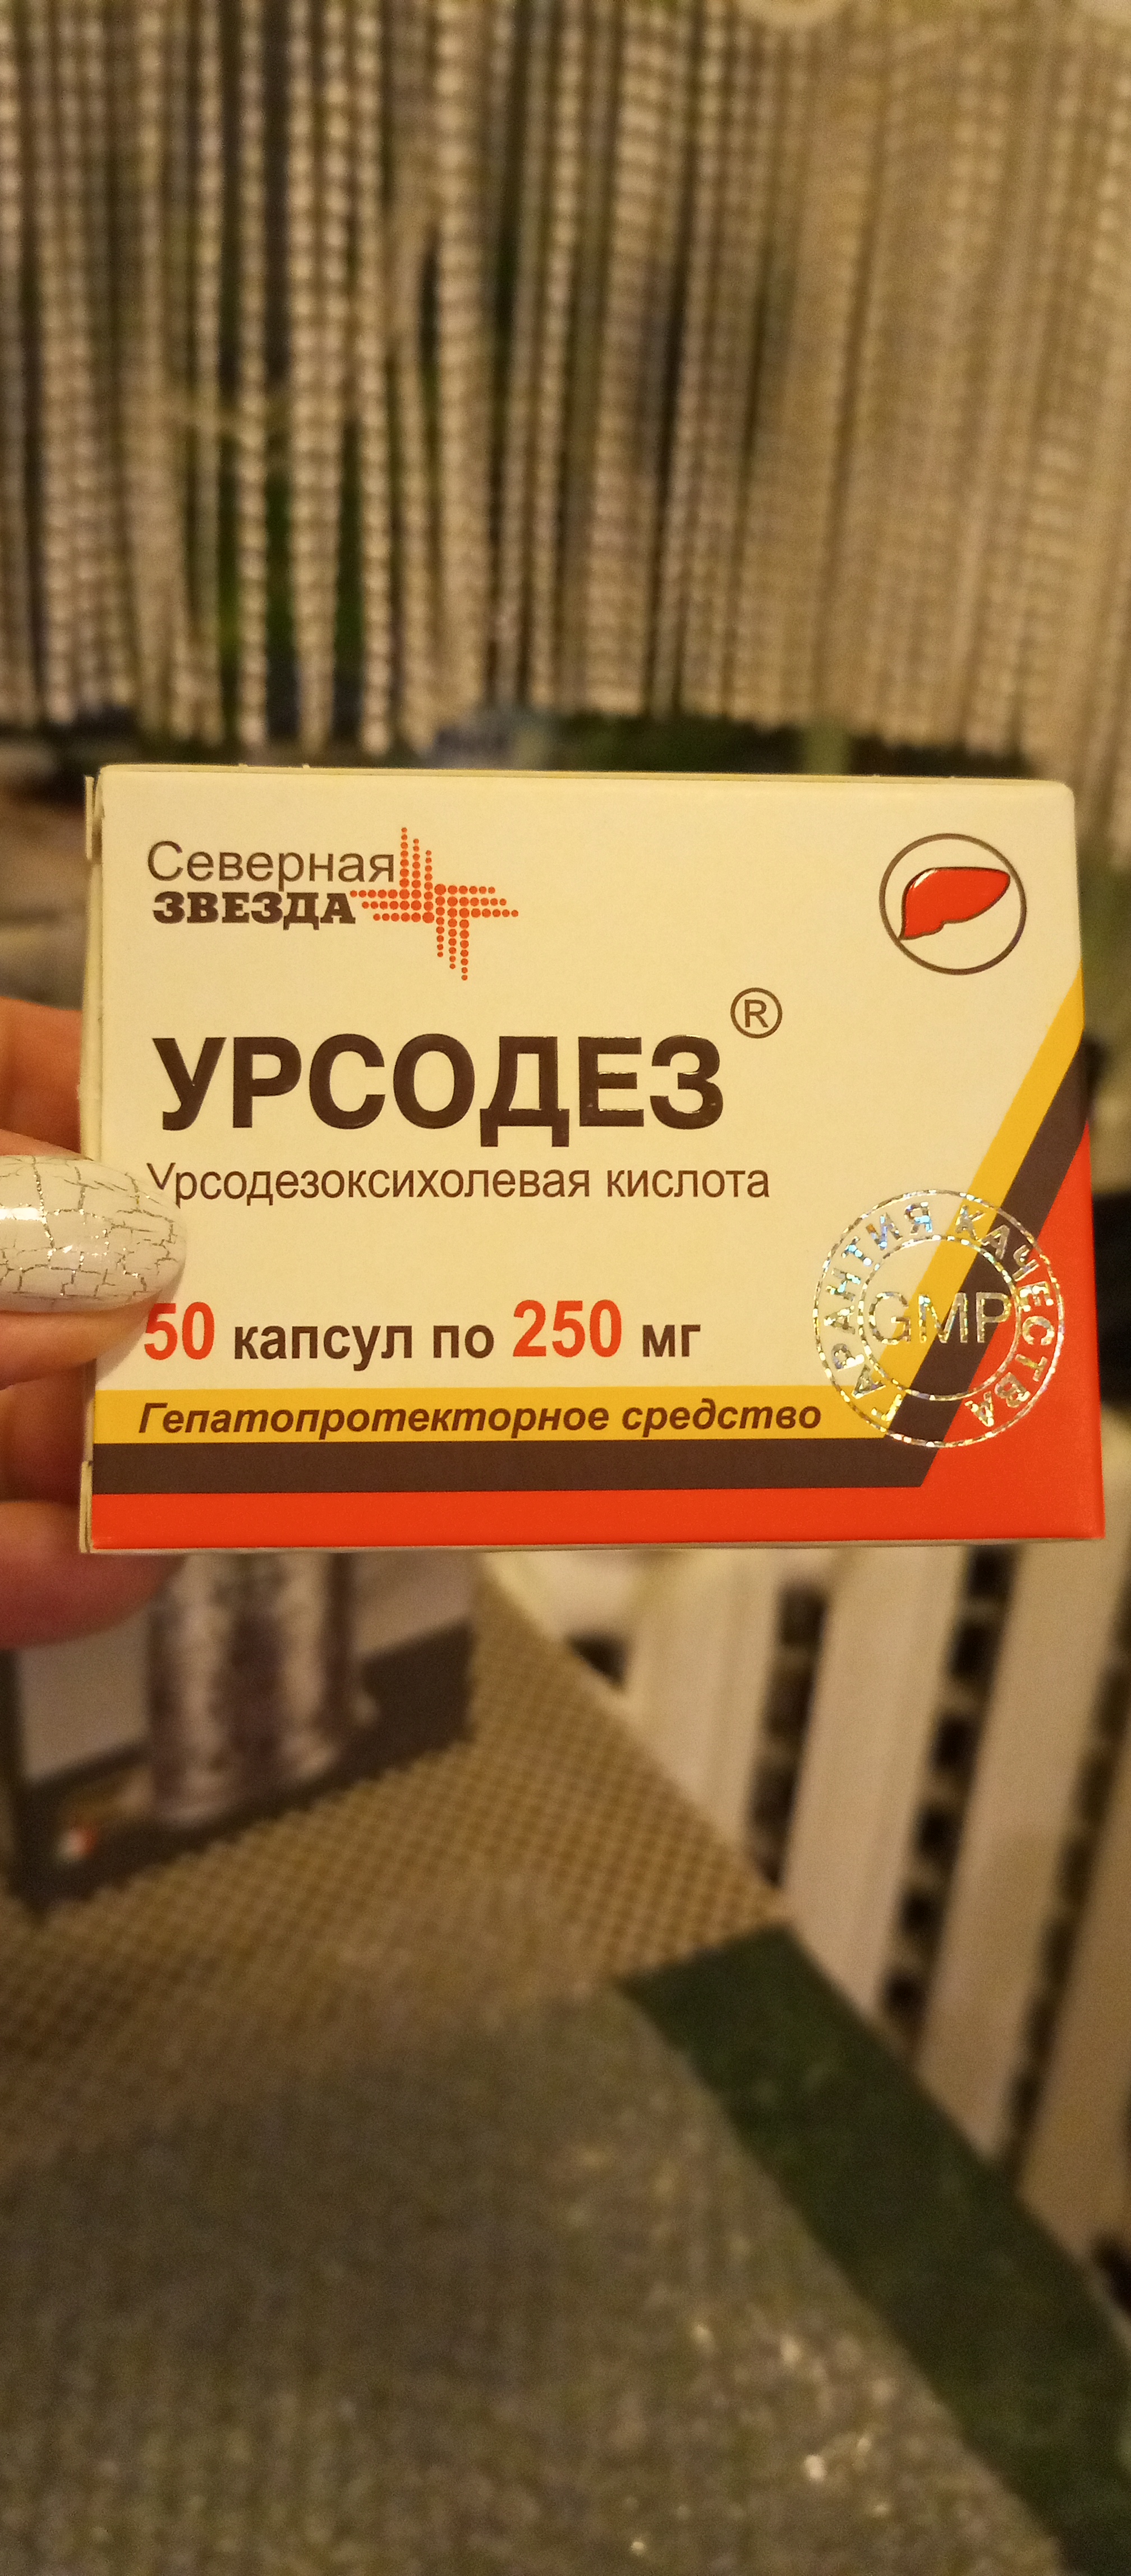 Северная
ЗВЕЗДА
УРСОДЕЗ®
Урсодезоксихолевая кислота
50 капсул по 250 мг
Гепатопротекторное средство
ГАРАНТИЯ КАЧЕСТВА
GMP